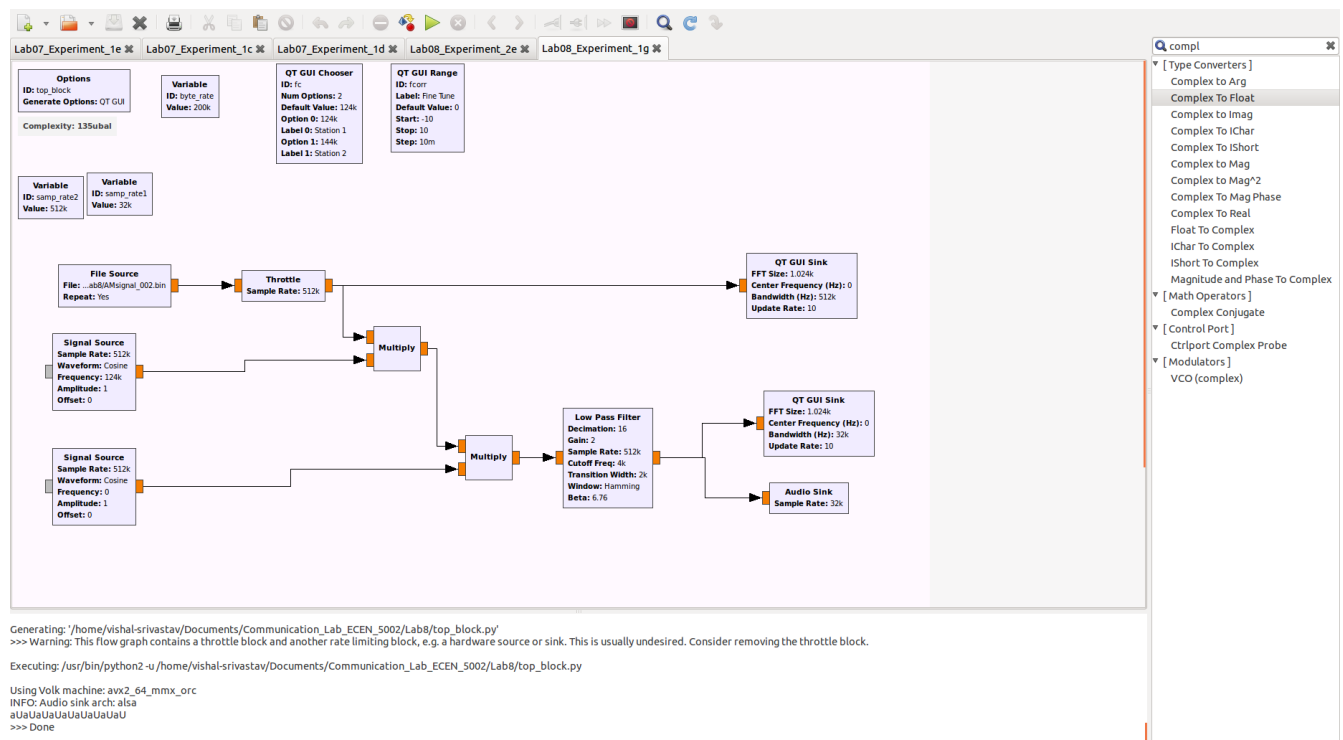 Lab07_Experiment_1e Lab07_Experiment_1c Lab07_Experiment_1d Lab08_Experiment_2e Lab08_Experiment_1g
Options
ID: top_block
Generate Options: QT GUI
Complexity: 135ubal
Variable
ID: byte_rate
Value: 200k
QT GUI Chooser
ID: fc
Num Options: 2
Default Value: 124k
Option 0: 124k
Label 0: Station 1
Option 1: 144k
Label 1: Station 2
QT GUI Range
ID: fcorr
Label: Fine Tune
Default Value: 0
Start: -10
Stop: 10
Step: 10m
Variable
ID: samp_rate2
Value: 512k
Variable
ID: samp_rate1
Value: 32k
File Source
File: ...ab8/AMsignal_002.bin
Repeat: Yes
Throttle
Sample Rate: 512k
QT GUI Sink
FFT Size: 1.024k
Center Frequency (Hz): 0
Bandwidth (Hz): 512k
Update Rate: 10
Signal Source
Sample Rate: 512k
Waveform: Cosine
Frequency: 124k
Amplitude: 1
Offset: 0
Multiply
Signal Source
Sample Rate: 512k
Waveform: Cosine
Frequency: 0
Amplitude: 1
Offset: 0
Multiply
Low Pass Filter
Decimation: 16
Gain: 2
Sample Rate: 512k
Cutoff Freq: 4k
Transition Width: 2k
Window: Hamming
Beta: 6.76
QT GUI Sink
FFT Size: 1.024k
Center Frequency (Hz): 0
Bandwidth (Hz): 32k
Update Rate: 10
Audio Sink
Sample Rate: 32k
compl
[ Type Converters ]
Complex to Arg
Complex To Float
Complex to Imag
Complex To IChar
Complex To IShort
Complex to Mag
Complex to Mag^2
Complex To Mag Phase
Complex To Real
Float To Complex
IChar To Complex
IShort To Complex
Magnitude and Phase To Complex
[ Math Operators ]
Complex Conjugate
[ Control Port ]
Ctrlport Complex Probe
[ Modulators ]
VCO (complex)
Generating: '/home/vishal-srivastav/Documents/Communication_Lab_ECEN_5002/Lab8/top_block.py'
>>> Warning: This flow graph contains a throttle block and another rate limiting block, e.g. a hardware source or sink. This is usually undesired. Consider removing the throttle block.
Executing: /usr/bin/python2 -u /home/vishal-srivastav/Documents/Communication_Lab_ECEN_5002/Lab8/top_block.py
Using Volk machine: avx2_64_mmx_orc
INFO: Audio sink arch: alsa
aUaUaUaUaUaUaUaUaU
>>> Done